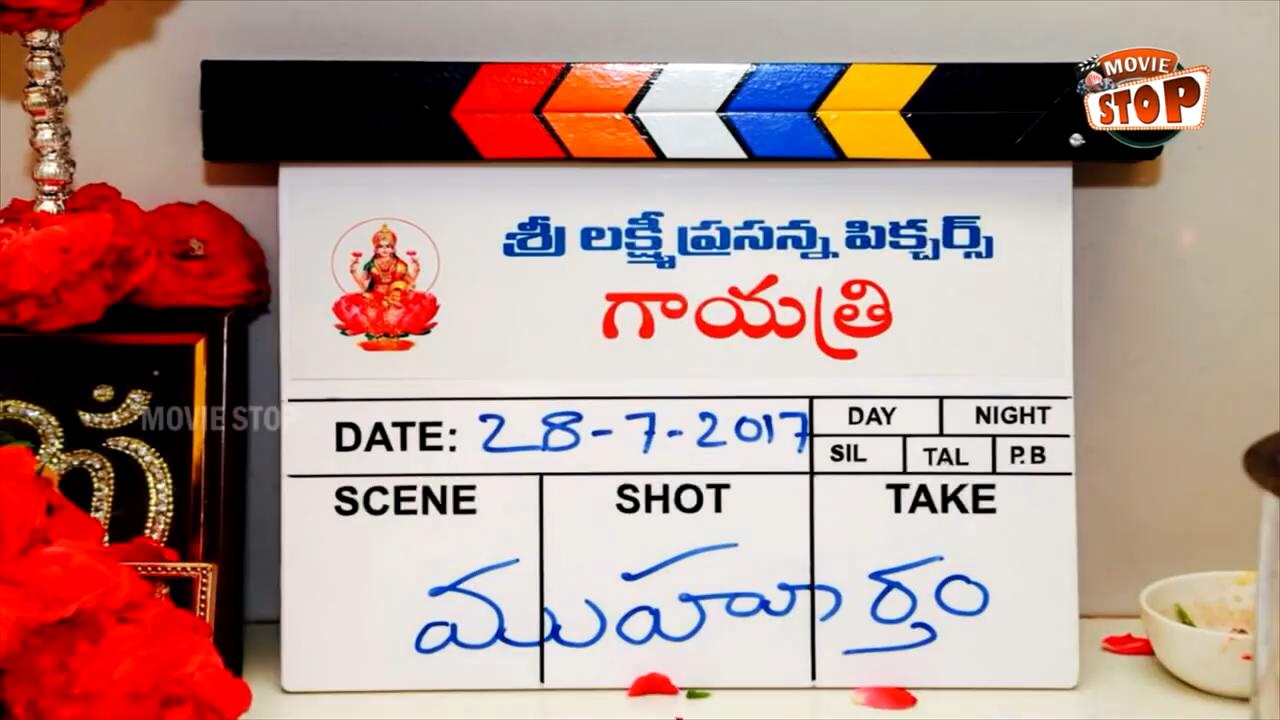 MOVIE
STOP
శ్రీ లక్ష్మీ ప్రసన్న పిక్చర్స్
గాయత్రి
MOVIE STOP
DATE: 28-7-2017
DAY NIGHT
SIL TAL P.B
SCENE SHOT TAKE
ముహూర్తం